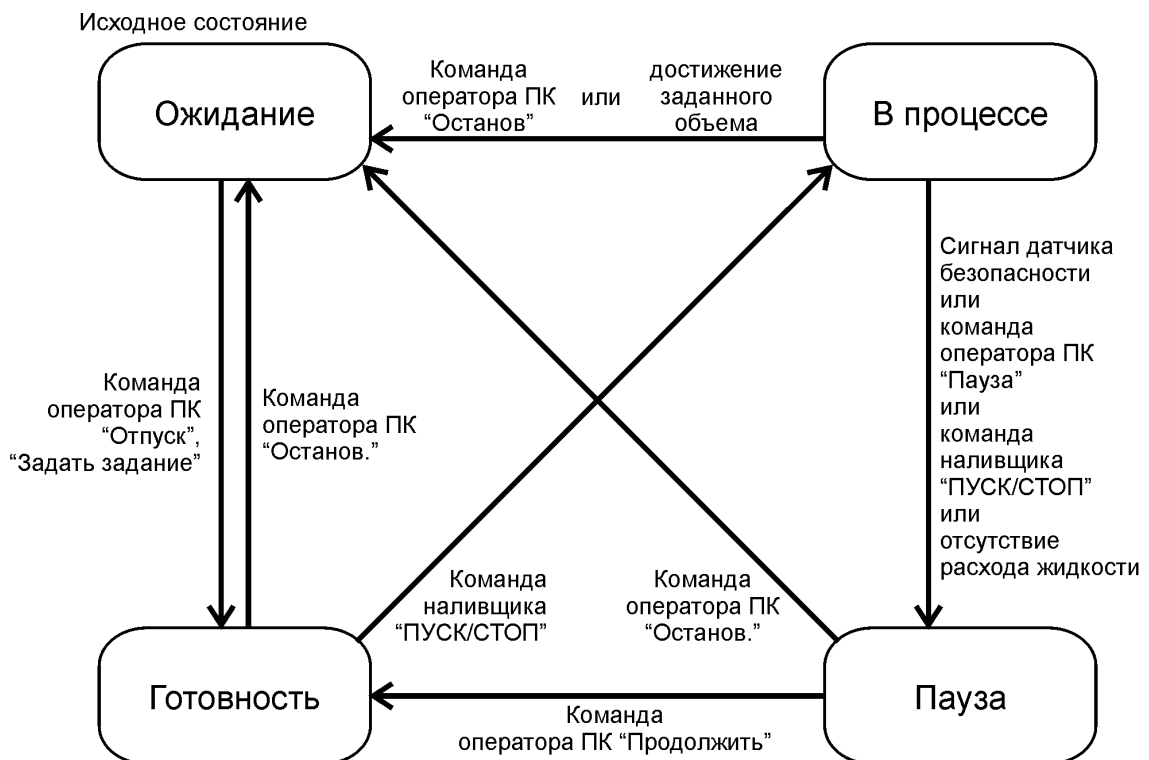 Исходное состояние
Ожидание
Команда
оператора ПК
“Останов”
или
достижение
заданного
объема
В процессе
Сигнал датчика
безопасности
или
команда
оператора ПК
“Пауза”
или
команда
наливщика
“ПУСК/СТОП”
или
отсутствие
расхода жидкости
Команда
оператора ПК
“Отпуск”,
“Задать задание”
Команда
оператора ПК
“Останов.”
Команда
наливщика
“ПУСК/СТОП”
Команда
оператора ПК
“Останов.”
Готовность
Пауза
Команда
оператора ПК “Продолжить”